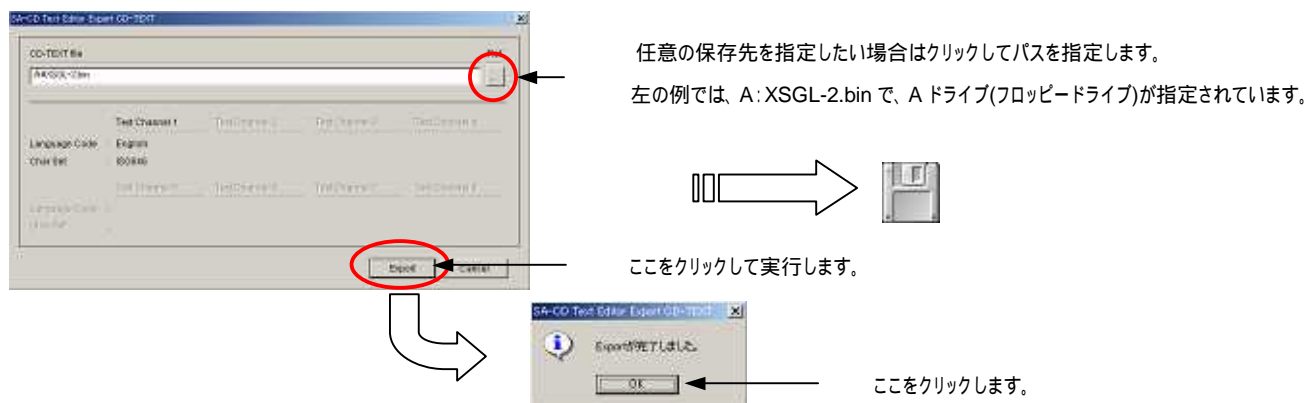 SA-CD Text Editor Export CD-TEXT
CD-TEXT file
任意の保存先を指定したい場合はクリックしてパスを指定します。
左の例では、A:XSGL-2.bin で、A ドライブ(フロッピードライブ)が指定されています。
Text Channel 1
Language Code English
Char Set ISO646
Export Cancel
ここをクリックして実行します。
SA-CD Text Editor Export CD-TEXT
Exportが完了しました。
OK
ここをクリックします。